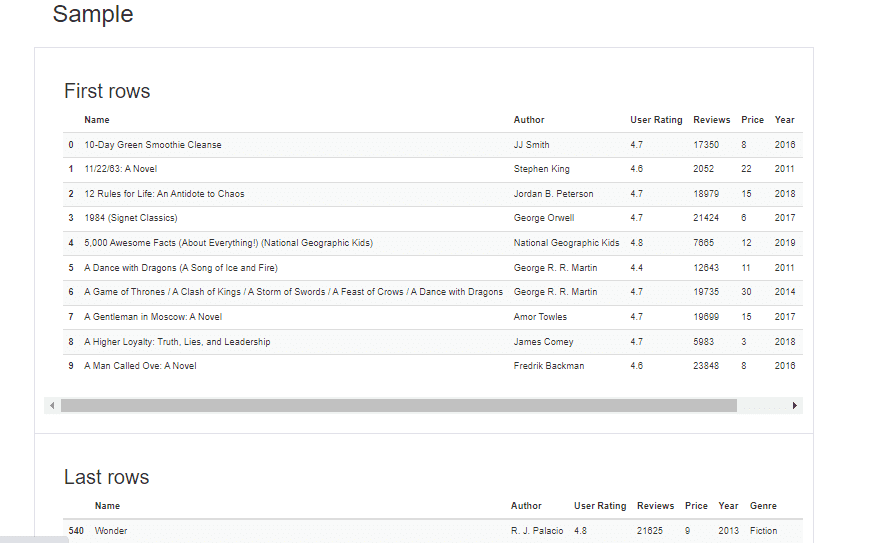 Sample
First rows
Name Author User Rating Reviews Price Year
0 10-Day Green Smoothie Cleanse JJ Smith 4.7 17350 8 2016
1 11/22/63: A Novel Stephen King 4.6 2052 22 2011
2 12 Rules for Life: An Antidote to Chaos Jordan B. Peterson 4.7 18979 15 2018
3 1984 (Signet Classics) George Orwell 4.7 21424 6 2017
4 5,000 Awesome Facts (About Everything!) (National Geographic Kids) National Geographic Kids 4.8 7665 12 2019
5 A Dance with Dragons (A Song of Ice and Fire) George R. R. Martin 4.4 12643 11 2011
6 A Game of Thrones / A Clash of Kings / A Storm of Swords / A Feast of Crows / A Dance with Dragons George R. R. Martin 4.7 19735 30 2014
7 A Gentleman in Moscow: A Novel Amor Towles 4.7 19699 15 2017
8 A Higher Loyalty: Truth, Lies, and Leadership James Comey 4.7 5983 3 2018
9 A Man Called Ove: A Novel Fredrik Backman 4.6 23848 8 2016
Last rows
Name Author User Rating Reviews Price Year Genre
540 Wonder R. J. Palacio 4.8 21625 9 2013 Fiction